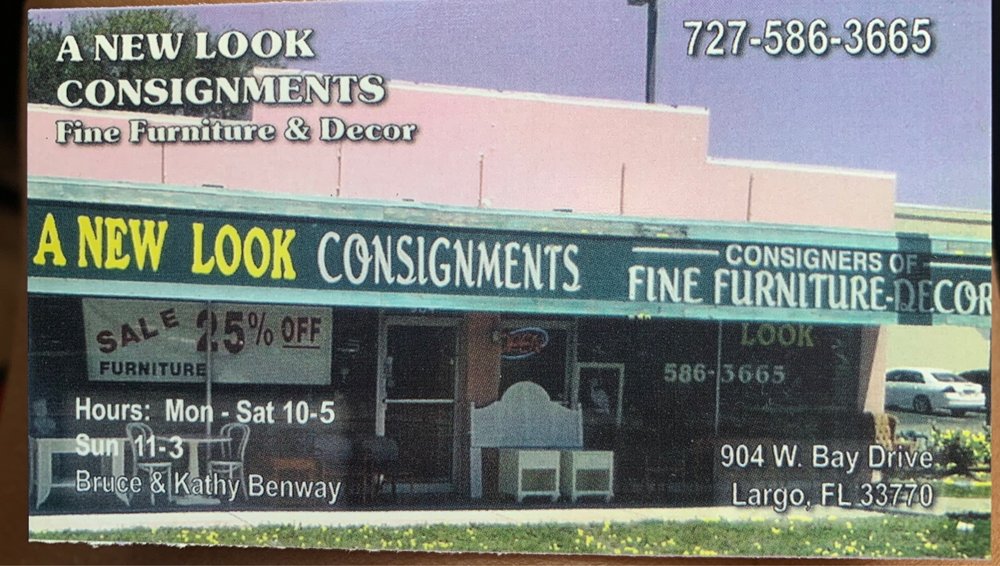 A NEW LOOK
CONSIGNMENTS
Fine Furniture & Decor
727-586-3665
A NEW LOOK CONSIGNMENTS
CONSIGNERS OF
FINE FURNITURE-DECOR
SALE 25% OFF
FURNITURE
LOOK
586-3665
Hours: Mon - Sat 10-5
Sun 11-3
Bruce & Kathy Benway
904 W. Bay Drive
Largo, FL 33770